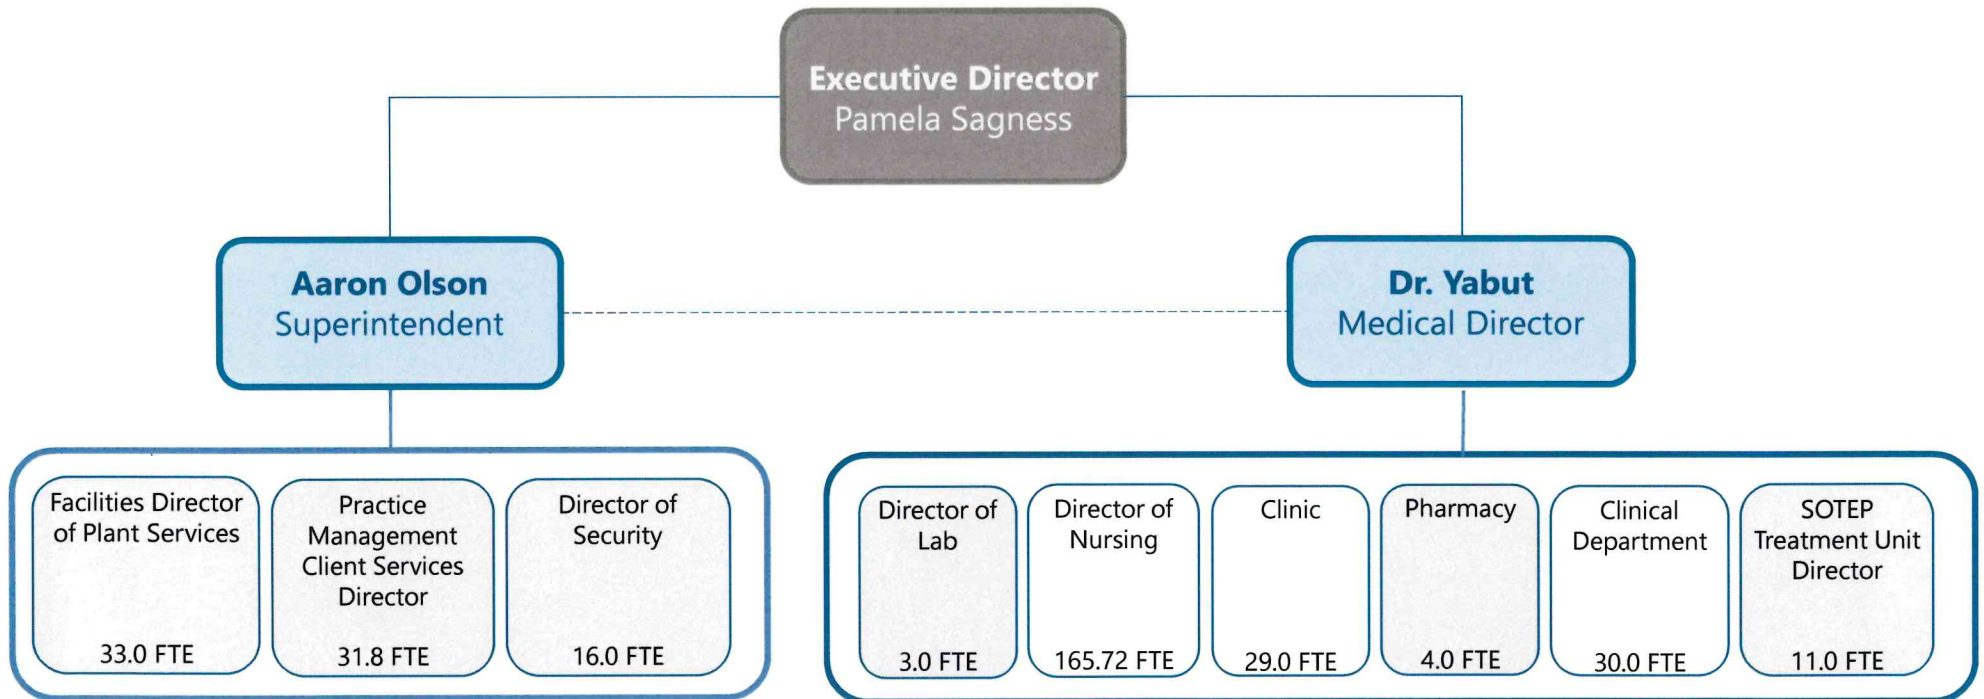 Executive Director
Pamela Sagness
Aaron Olson
Superintendent
Dr. Yabut
Medical Director
Facilities Director
of Plant Services
33.0 FTE
Practice
Management
Client Services
Director
31.8 FTE
Director of
Security
16.0 FTE
Director of
Lab
3.0 FTE
Director of
Nursing
165.72 FTE
Clinic
29.0 FTE
Pharmacy
4.0 FTE
Clinical
Department
30.0 FTE
SOTEP
Treatment Unit
Director
11.0 FTE